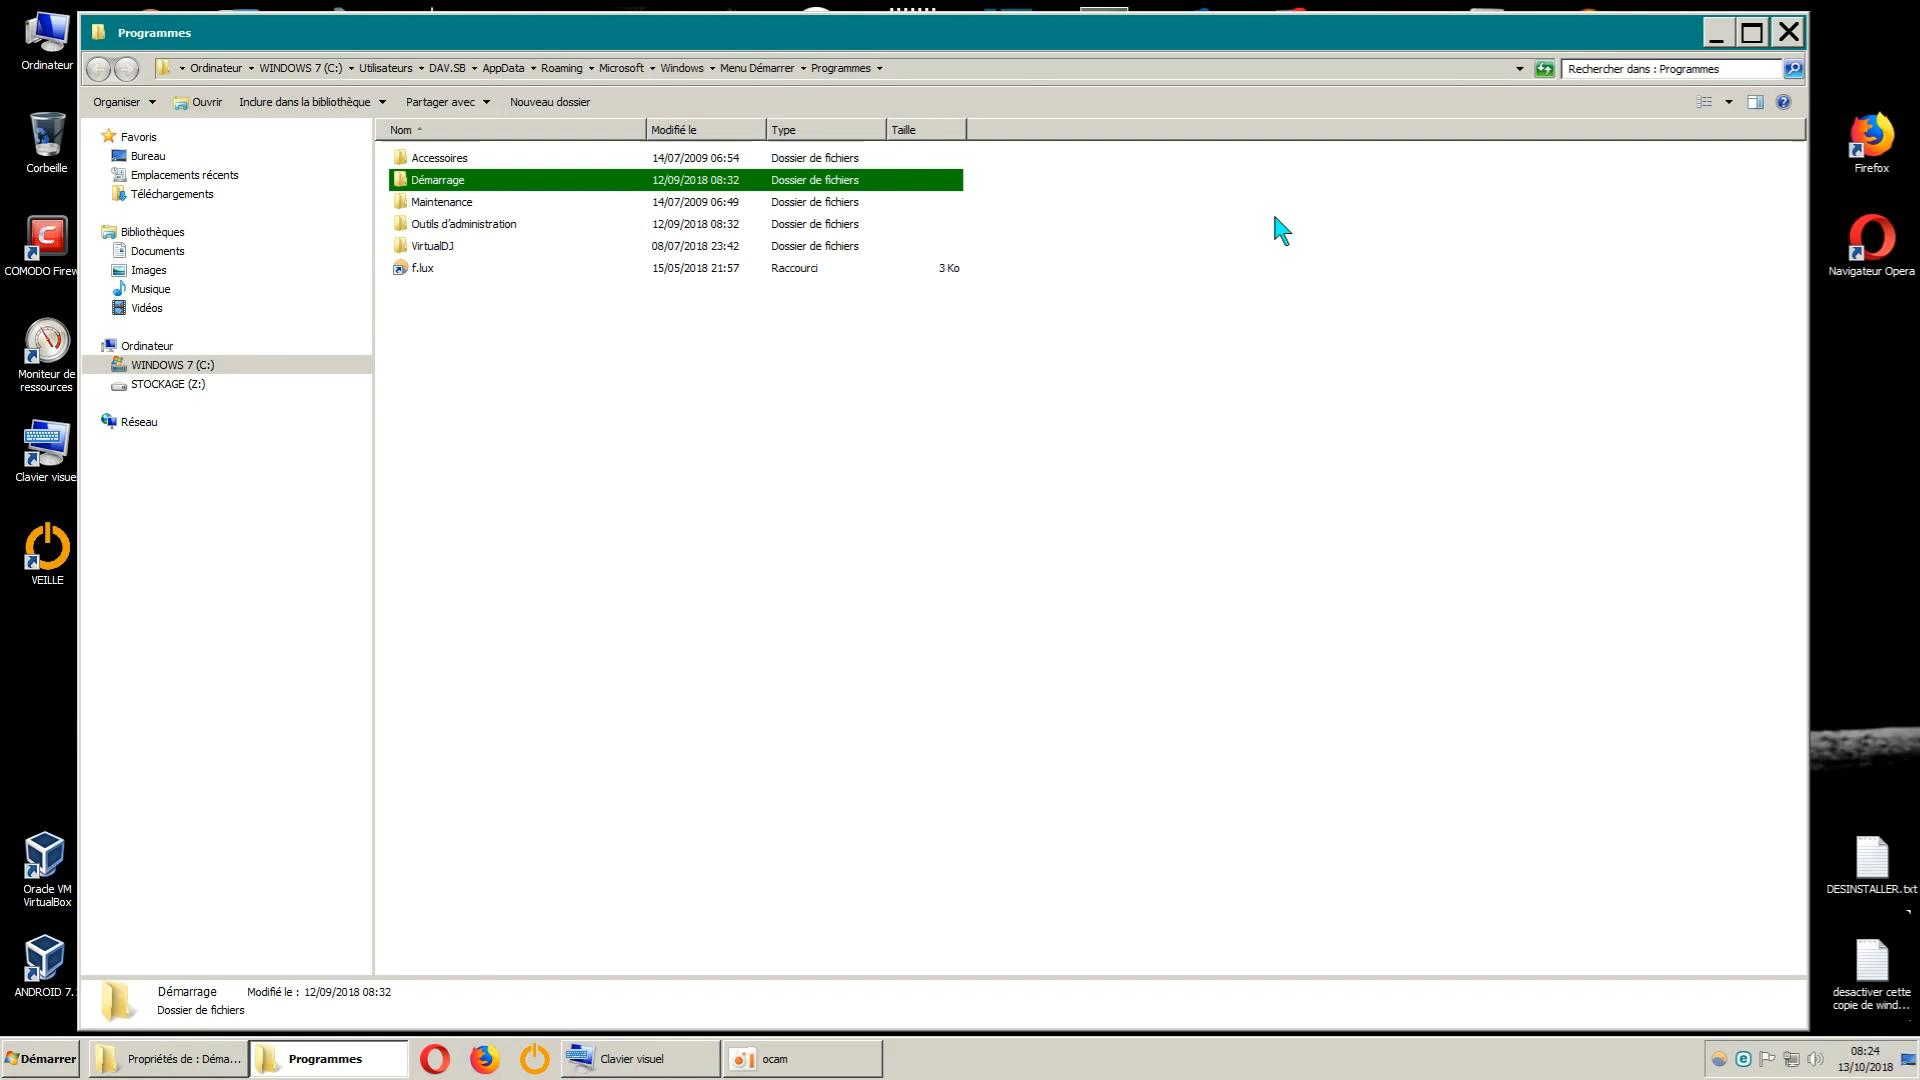 Programmes
Ordinateur WINDOWS 7 (C:) Utilisateurs DAV.SB AppData Roaming Microsoft Windows Menu Démarrer Programmes
Rechercher dans : Programmes
Organiser Ouvrir Inclure dans la bibliothèque Partager avec Nouveau dossier
Nom Modifié le Type Taille
Accessoires 14/07/2009 06:54 Dossier de fichiers
Démarrage 12/09/2018 08:32 Dossier de fichiers
Maintenance 14/07/2009 06:49 Dossier de fichiers
Outils d'administration 12/09/2018 08:32 Dossier de fichiers
VirtualDJ 08/07/2018 23:42 Dossier de fichiers
f.lux 15/05/2018 21:57 Raccourci 3 Ko
Favoris
Bureau
Emplacements récents
Téléchargements
Bibliothèques
Documents
Images
Musique
Vidéos
Ordinateur
WINDOWS 7 (C:)
STOCKAGE (Z:)
Réseau
Démarrage Modifié le : 12/09/2018 08:32
Dossier de fichiers
Ordinateur
Corbeille
COMODO Firew
Moniteur de
ressources
Clavier visue
VEILLE
Oracle VM
VirtualBox
ANDROID 7.
Firefox
Navigateur Opera
DESINSTALLER.txt
desactiver cette
copie de wind...
Démarrer
Propriétés de : Déma...
Programmes
Clavier visuel
ocam
08:24
13/10/2018